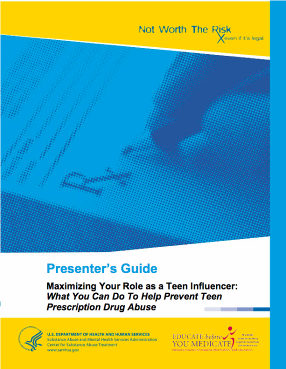 Not Worth The Risk
even if it's legal
Rx
Presenter's Guide
Maximizing Your Role as a Teen Influencer:
What You Can Do To Help Prevent Teen
Prescription Drug Abuse
U.S. DEPARTMENT OF HEALTH AND HUMAN SERVICES
Substance Abuse and Mental Health Services Administration
Center for Substance Abuse Treatment
www.samhsa.gov
EDUCATE before
YOU MEDICATE